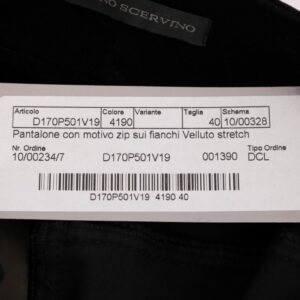 NO SCERVINO
Articolo Colore Variante Taglia Schema
D170P501V19 4190 40 10/00328
Pantalone con motivo zip sui fianchi Velluto stretch
Nr. Ordine Tipo Ordine
10/00234/7 D170P501V19 001390 DCL
D170P501V19 4190 40